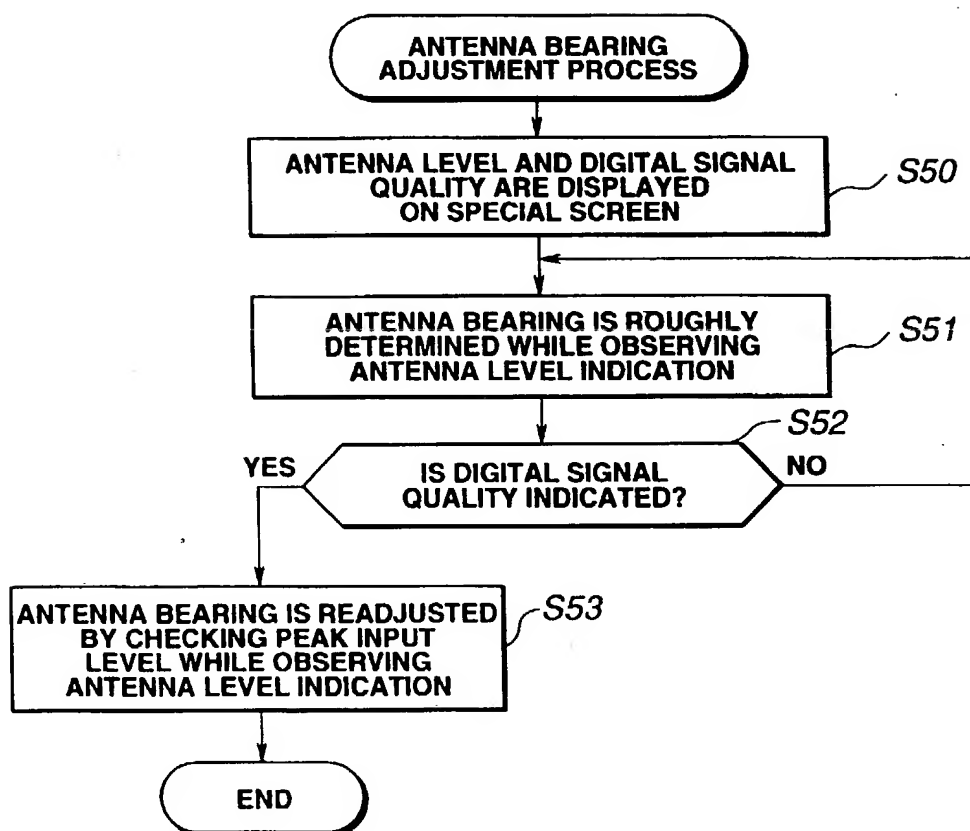 ANTENNA BEARING
ADJUSTMENT PROCESS
ANTENNA LEVEL AND DIGITAL SIGNAL
QUALITY ARE DISPLAYED
ON SPECIAL SCREEN
S50
ANTENNA BEARING IS ROUGHLY
DETERMINED WHILE OBSERVING
ANTENNA LEVEL INDICATION
S51
S52
YES
IS DIGITAL SIGNAL
QUALITY INDICATED?
NO
ANTENNA BEARING IS READJUSTED
BY CHECKING PEAK INPUT
LEVEL WHILE OBSERVING
ANTENNA LEVEL INDICATION
S53
END